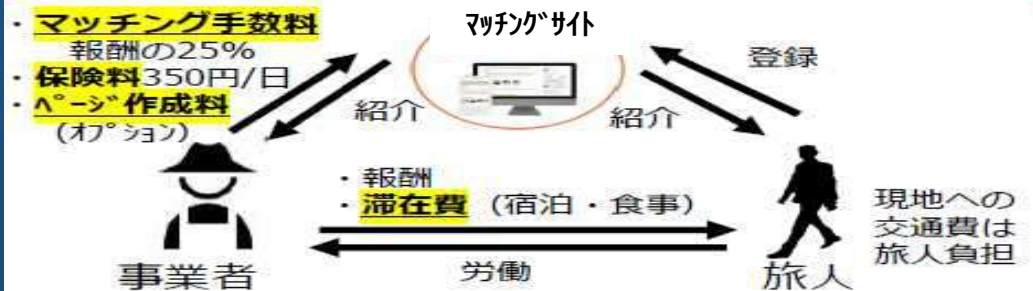 ・マッチング手数料
報酬の25%
・保険料350円/日
・ﾍﾟｰｼﾞ作成料
(ｵﾌﾟｼｮﾝ)
ﾏｯﾁﾝｸﾞｻｲﾄ
登録
紹介
紹介
・報酬
・滞在費（宿泊・食事）
現地への
交通費は
旅人負担
事業者
労働
旅人